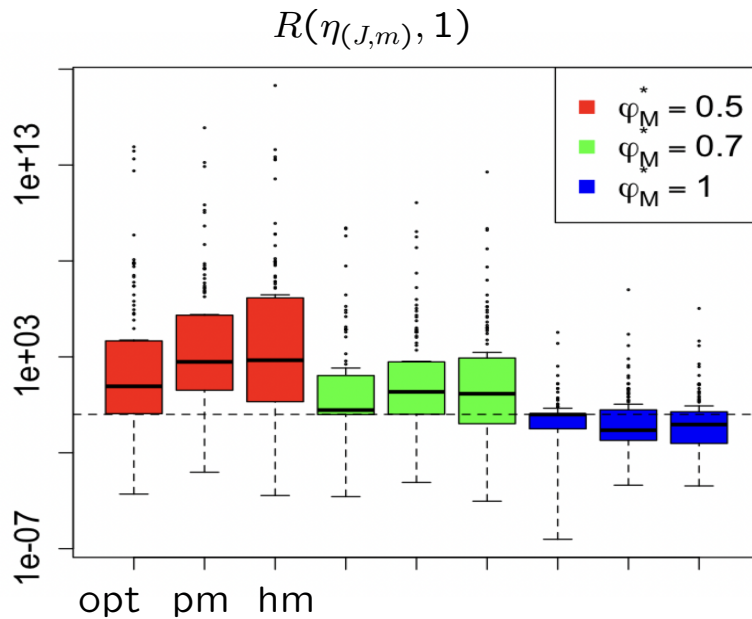 R(η(J,m), 1)
φ*M = 0.5
φ*M = 0.7
φ*M = 1
1e+13
1e+03
1e-07
opt pm hm